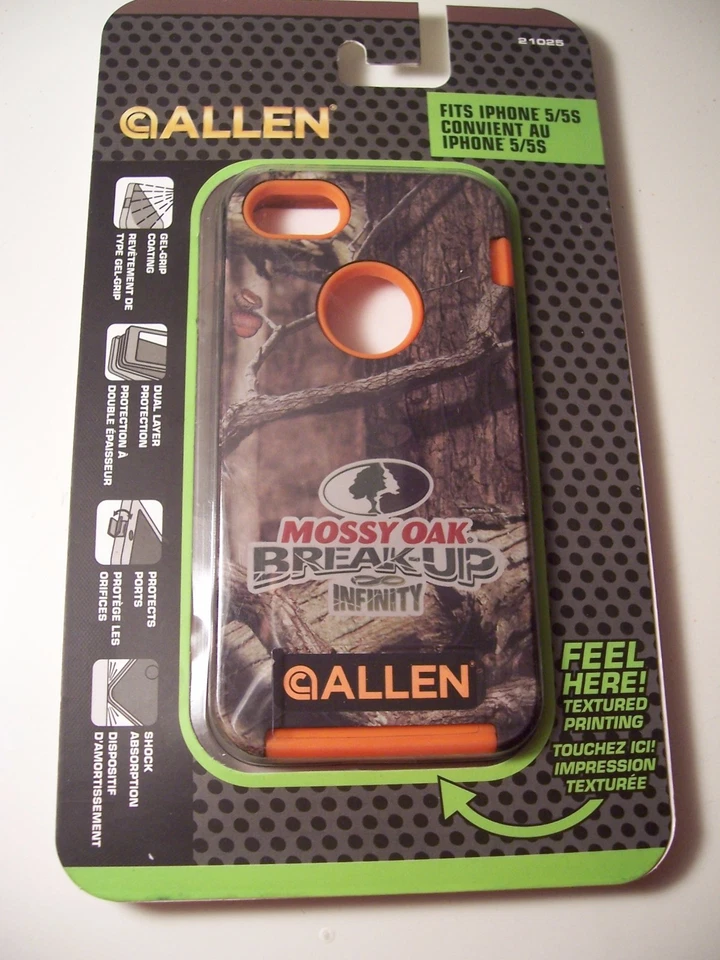 21025
ALLEN®
FITS IPHONE 5/5S
CONVIENT AU
IPHONE 5/5S
GEL-GRIP
COATING
REVÊTEMENT DE
TYPE GEL-GRIP
DUAL LAYER
PROTECTION
PROTECTION À
DOUBLE ÉPAISSEUR
PROTECTS
PORTS
PROTÈGE LES
ORIFICES
SHOCK
ABSORPTION
DISPOSITIF
D'AMORTISSEMENT
MOSSY OAK®
BREAK-UP
INFINITY
ALLEN
FEEL
HERE!
TEXTURED
PRINTING
TOUCHEZ ICI!
IMPRESSION
TEXTURÉE